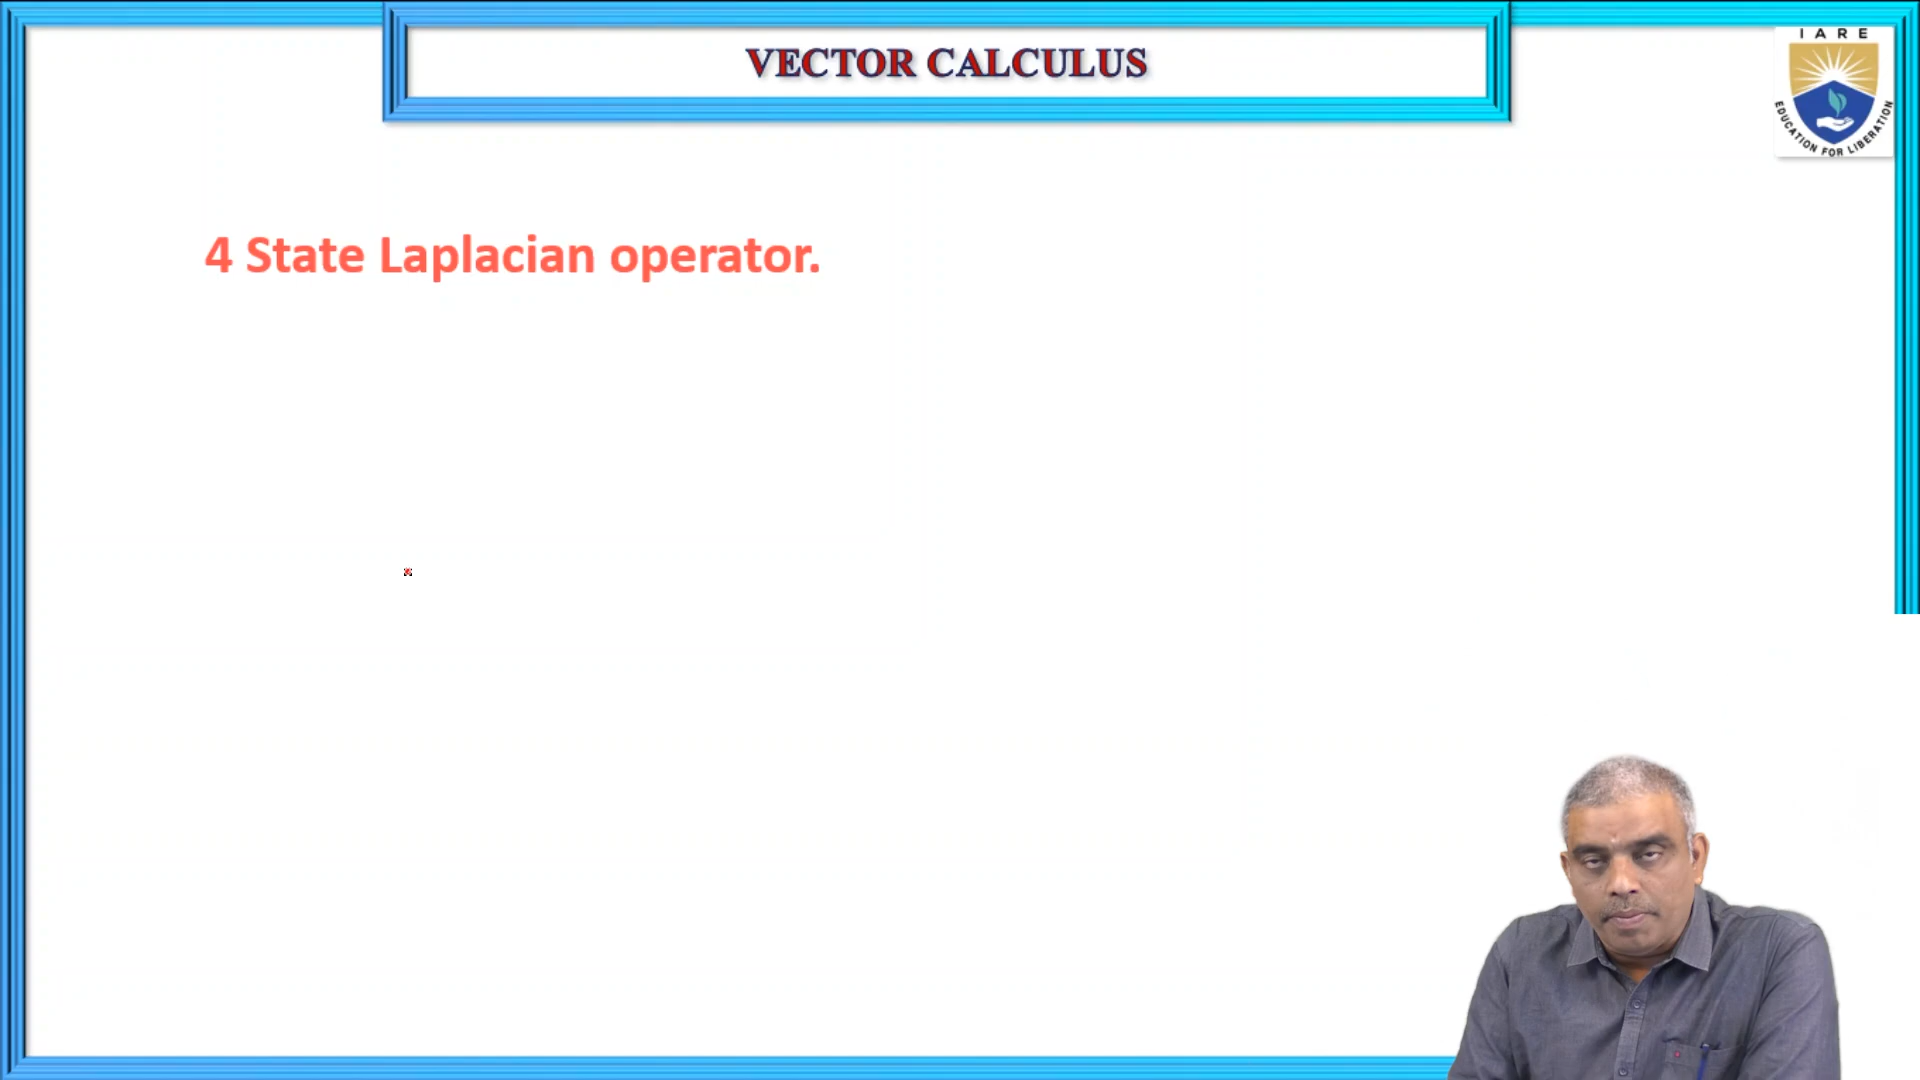 VECTOR CALCULUS
I A R E
EDUCATION FOR LIBERATION
4 State Laplacian operator.